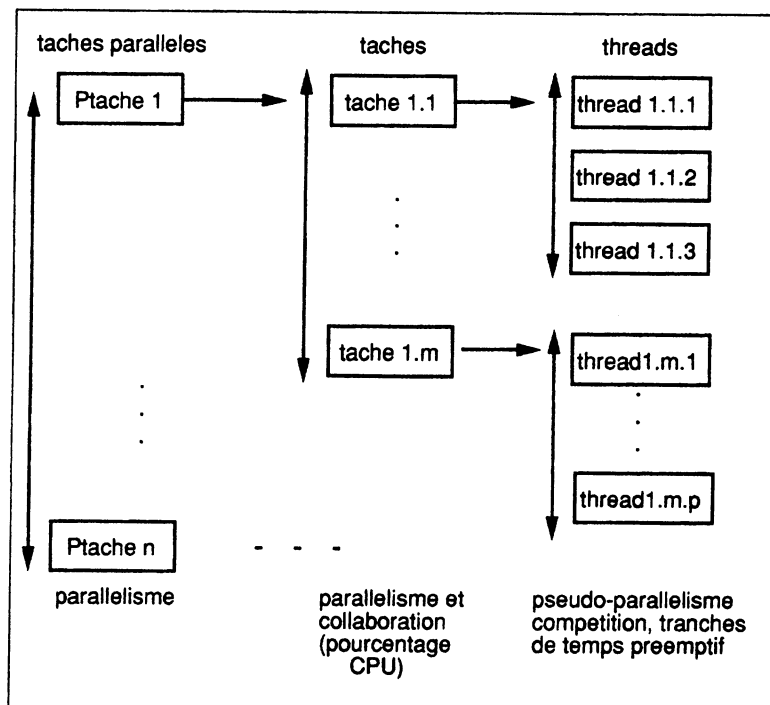 taches paralleles
taches
threads
Ptache 1
tache 1.1
thread 1.1.1
thread 1.1.2
thread 1.1.3
tache 1.m
thread1.m.1
thread1.m.p
Ptache n
parallelisme
parallelisme et
collaboration
(pourcentage
CPU)
pseudo-parallelisme
competition, tranches
de temps preemptif